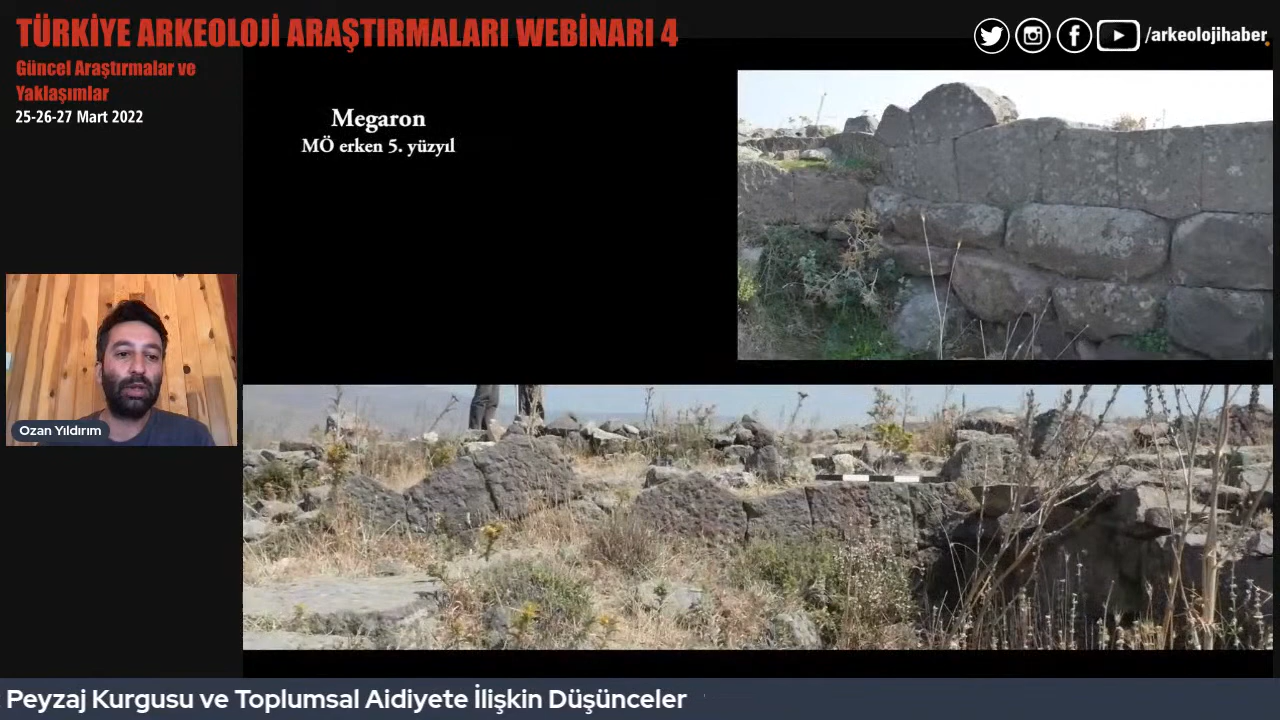 TÜRKİYE ARKEOLOJİ ARAŞTIRMALARI WEBİNARI 4
Güncel Araştırmalar ve
Yaklaşımlar
25-26-27 Mart 2022
/arkeolojihaber
Megaron
MÖ erken 5. yüzyıl
Ozan Yıldırım
Peyzaj Kurgusu ve Toplumsal Aidiyete İlişkin Düşünceler